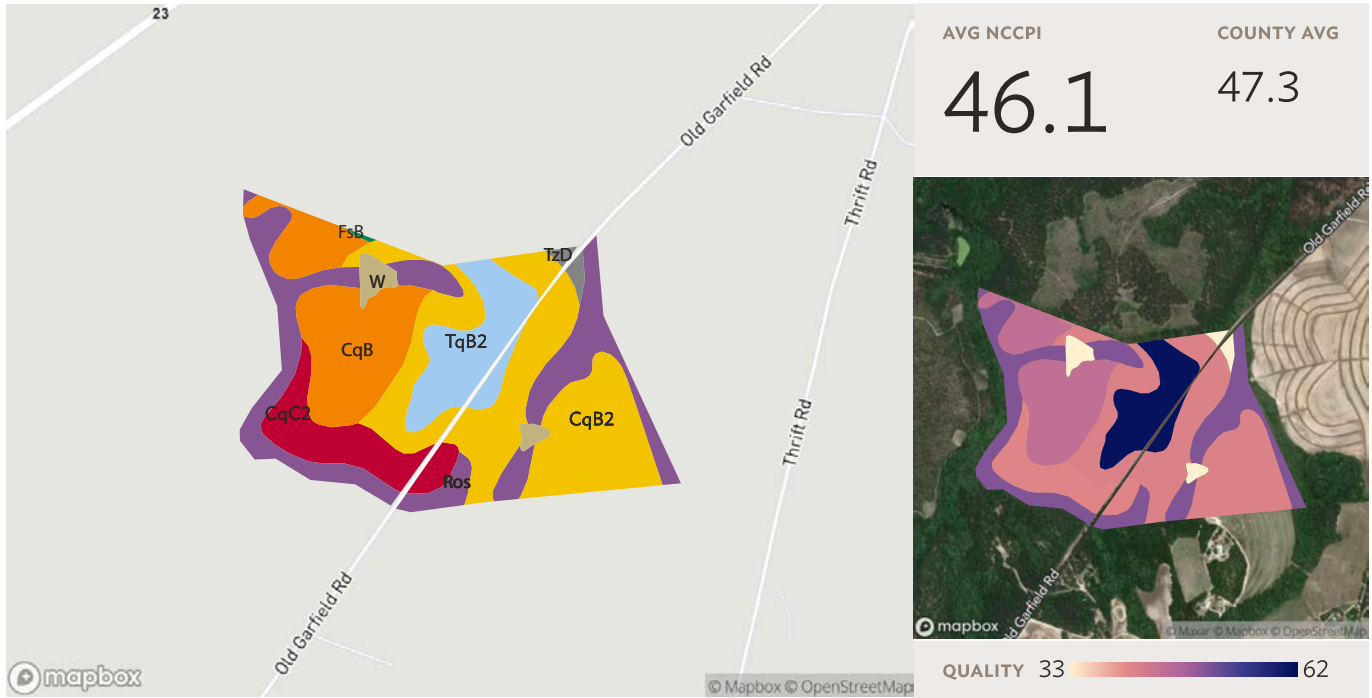 23
Old Garfield Rd
Thrift Rd
FsB
TzD
W
CqB
TqB2
CqC2
CqB2
Ros
Thrift Rd
Old Garfield Rd
mapbox
© Mapbox © OpenStreetMap
AVG NCCPI
COUNTY AVG
46.1
47.3
Old Garfield Rd
Old Garfield Rd
mapbox
© Maxar © Mapbox © OpenStreetMap
QUALITY 33 62